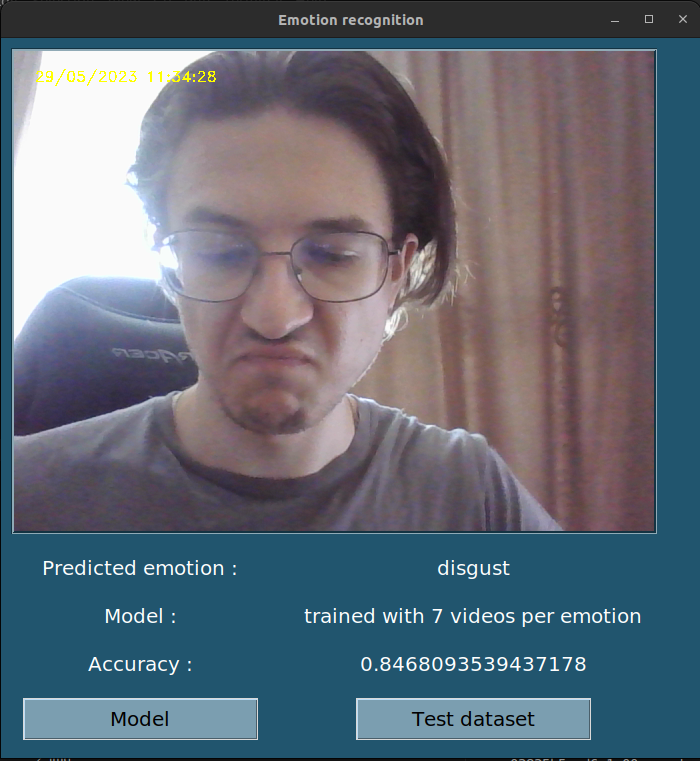 Emotion recognition
29/05/2023 11:34:28
Predicted emotion : disgust
Model : trained with 7 videos per emotion
Accuracy : 0.8468093539437178
Model Test dataset